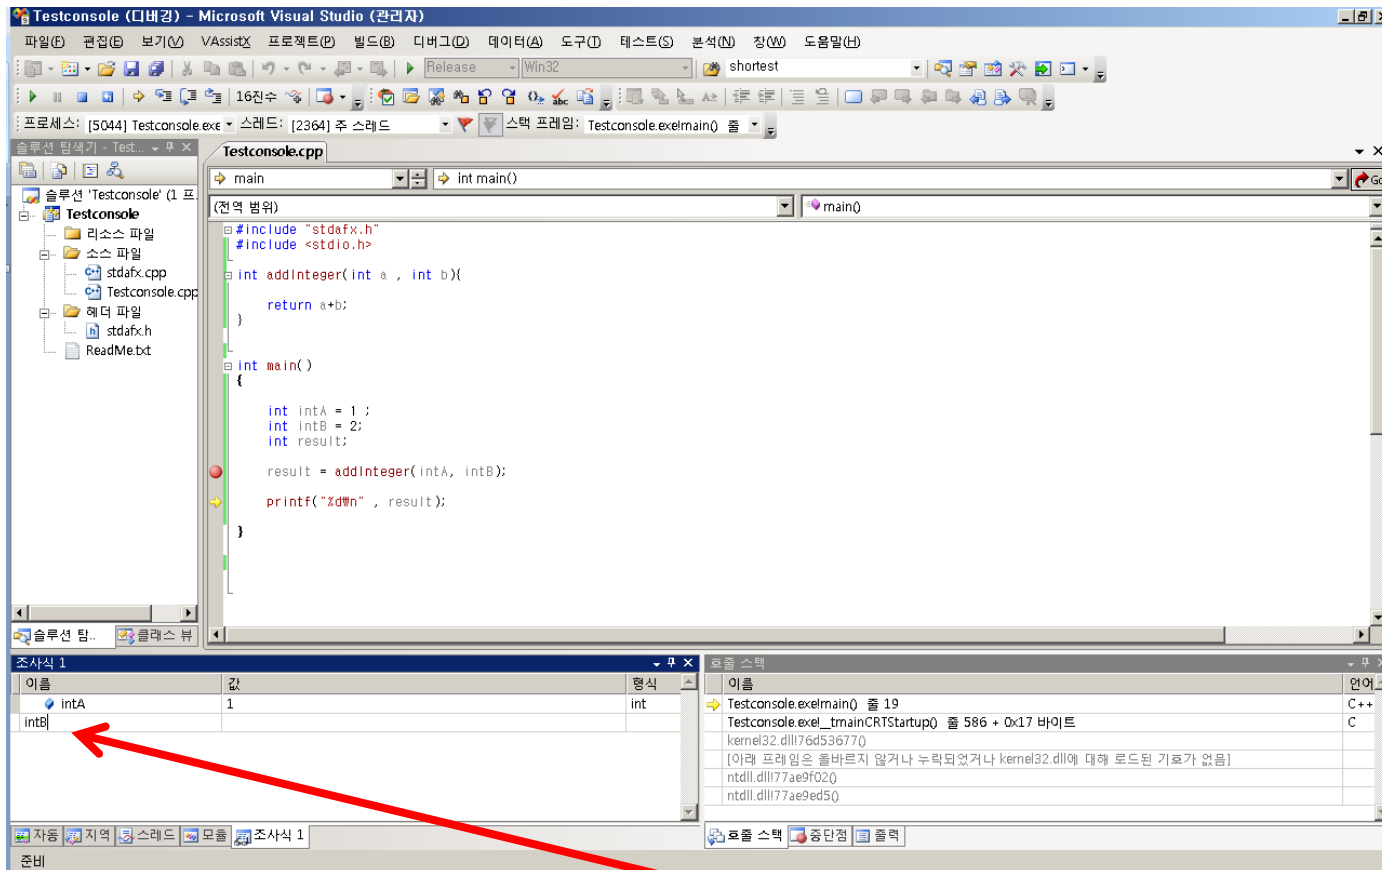 Testconsole (디버깅) - Microsoft Visual Studio (관리자)
파일(F) 편집(E) 보기(V) VAssistX 프로젝트(P) 빌드(B) 디버그(D) 데이터(A) 도구(T) 테스트(S) 분석(N) 창(W) 도움말(H)
Release Win32 shortest
16진수
프로세스: [5044] Testconsole.exe 스레드: [2364] 주 스레드 스택 프레임: Testconsole.exe!main() 줄
솔루션 탐색기 - Test...
Testconsole.cpp
main int main() Go
(전역 범위) main()
솔루션 'Testconsole' (1 프
Testconsole
리소스 파일
소스 파일
stdafx.cpp
Testconsole.cpp
헤더 파일
stdafx.h
ReadMe.txt
#include "stdafx.h"
#include <stdio.h>
int addInteger(int a , int b){
return a+b;
}
int main()
{
int intA = 1 ;
int intB = 2;
int result;
result = addInteger(intA, intB);
printf("%d₩n" , result);
}
솔루션 탐.. 클래스 뷰
조사식 1
이름 값 형식
intA 1 int
intB
자동 지역 스레드 모듈 조사식 1
호출 스택
이름 언어
Testconsole.exe!main() 줄 19 C++
Testconsole.exe!__tmainCRTStartup() 줄 586 + 0x17 바이트 C
kernel32.dll!76d53677()
[아래 프레임은 올바르지 않거나 누락되었거나 kernel32.dll에 대해 로드된 기호가 없음]
ntdll.dll!77ae9f02()
ntdll.dll!77ae9ed5()
호출 스택 중단점 출력
준비